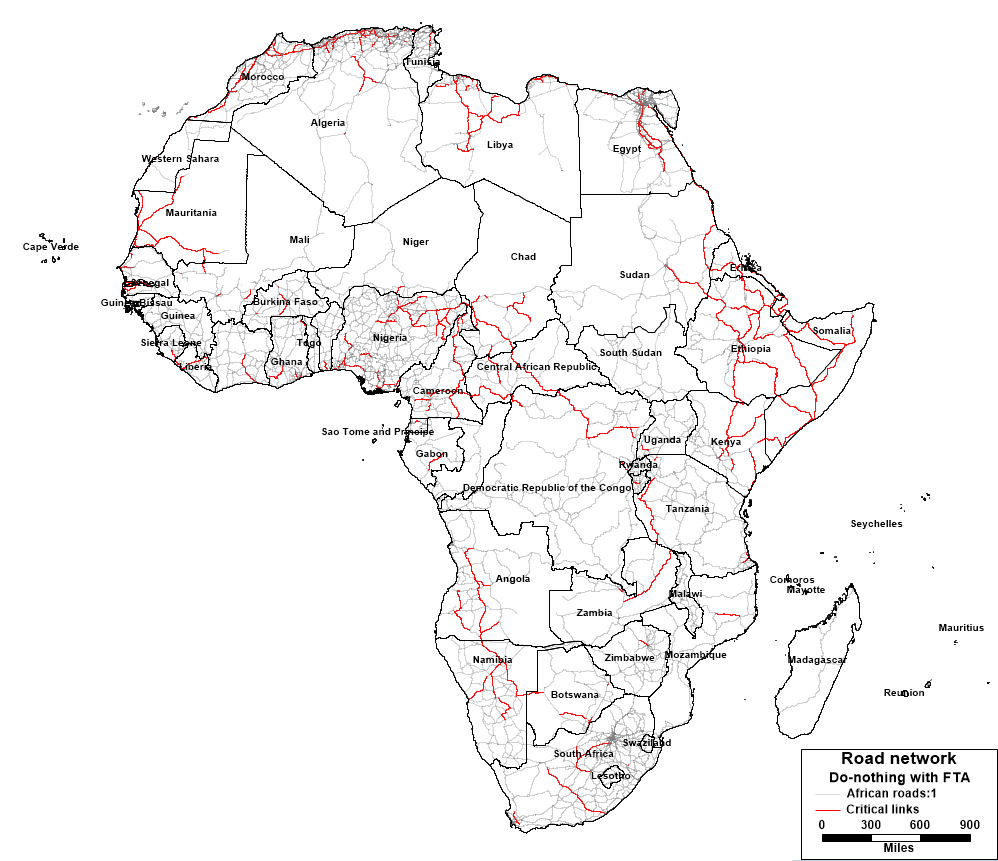 Tunisia
Morocco
Algeria
Libya
Egypt
Western Sahara
Mauritania
Cape Verde
Mali
Niger
Chad
Sudan
Eritrea
Senegal
Guinea Bissau
Burkina Faso
Guinea
Somalia
Sierra Leone
Togo
Nigeria
Ethiopia
South Sudan
Ghana
Liberia
Central African Republic
Cameroon
Sao Tome and Principe
Uganda
Kenya
Gabon
Rwanda
Democratic Republic of the Congo
Tanzania
Seychelles
Angola
Comoros
Mayotte
Malawi
Zambia
Mauritius
Namibia
Zimbabwe
Mozambique
Madagascar
Botswana
Reunion
Swaziland
South Africa
Lesotho
Road network
Do-nothing with FTA
African roads:1
Critical links
0 300 600 900
Miles